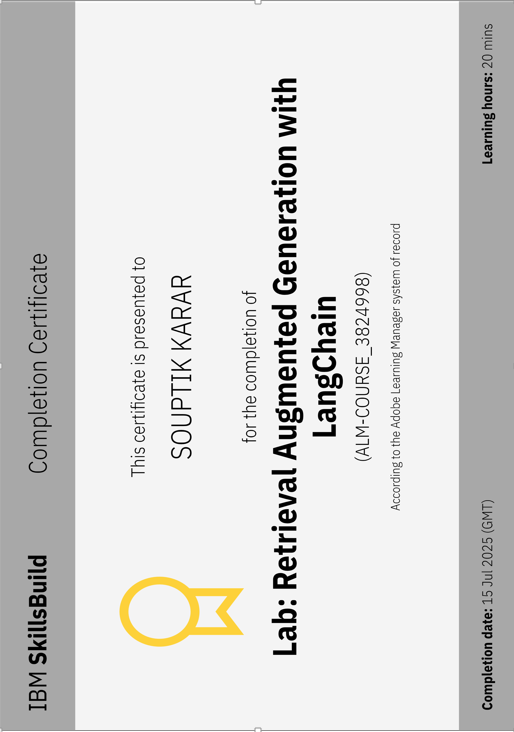 IBM SkillsBuild
Completion Certificate
This certificate is presented to
SOUPTIK KARAR
for the completion of
Lab: Retrieval Augmented Generation with
LangChain
(ALM-COURSE_3824998)
According to the Adobe Learning Manager system of record
Completion date: 15 Jul 2025 (GMT)
Learning hours: 20 mins